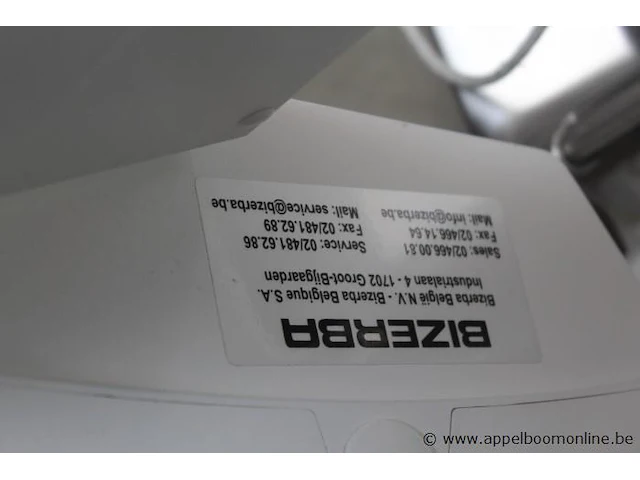 BIZERBA
Bizerba België N.V. - Bizerba Belgique S.A.
Industrialaan 4 - 1702 Groot-Bijgaarden
Sales: 02/466.00.81 Service: 02/481.62.86
Fax: 02/466.14.64 Fax: 02/481.62.89
Mail: info@bizerba.be Mail: service@bizerba.be
© www.appelboomonline.be